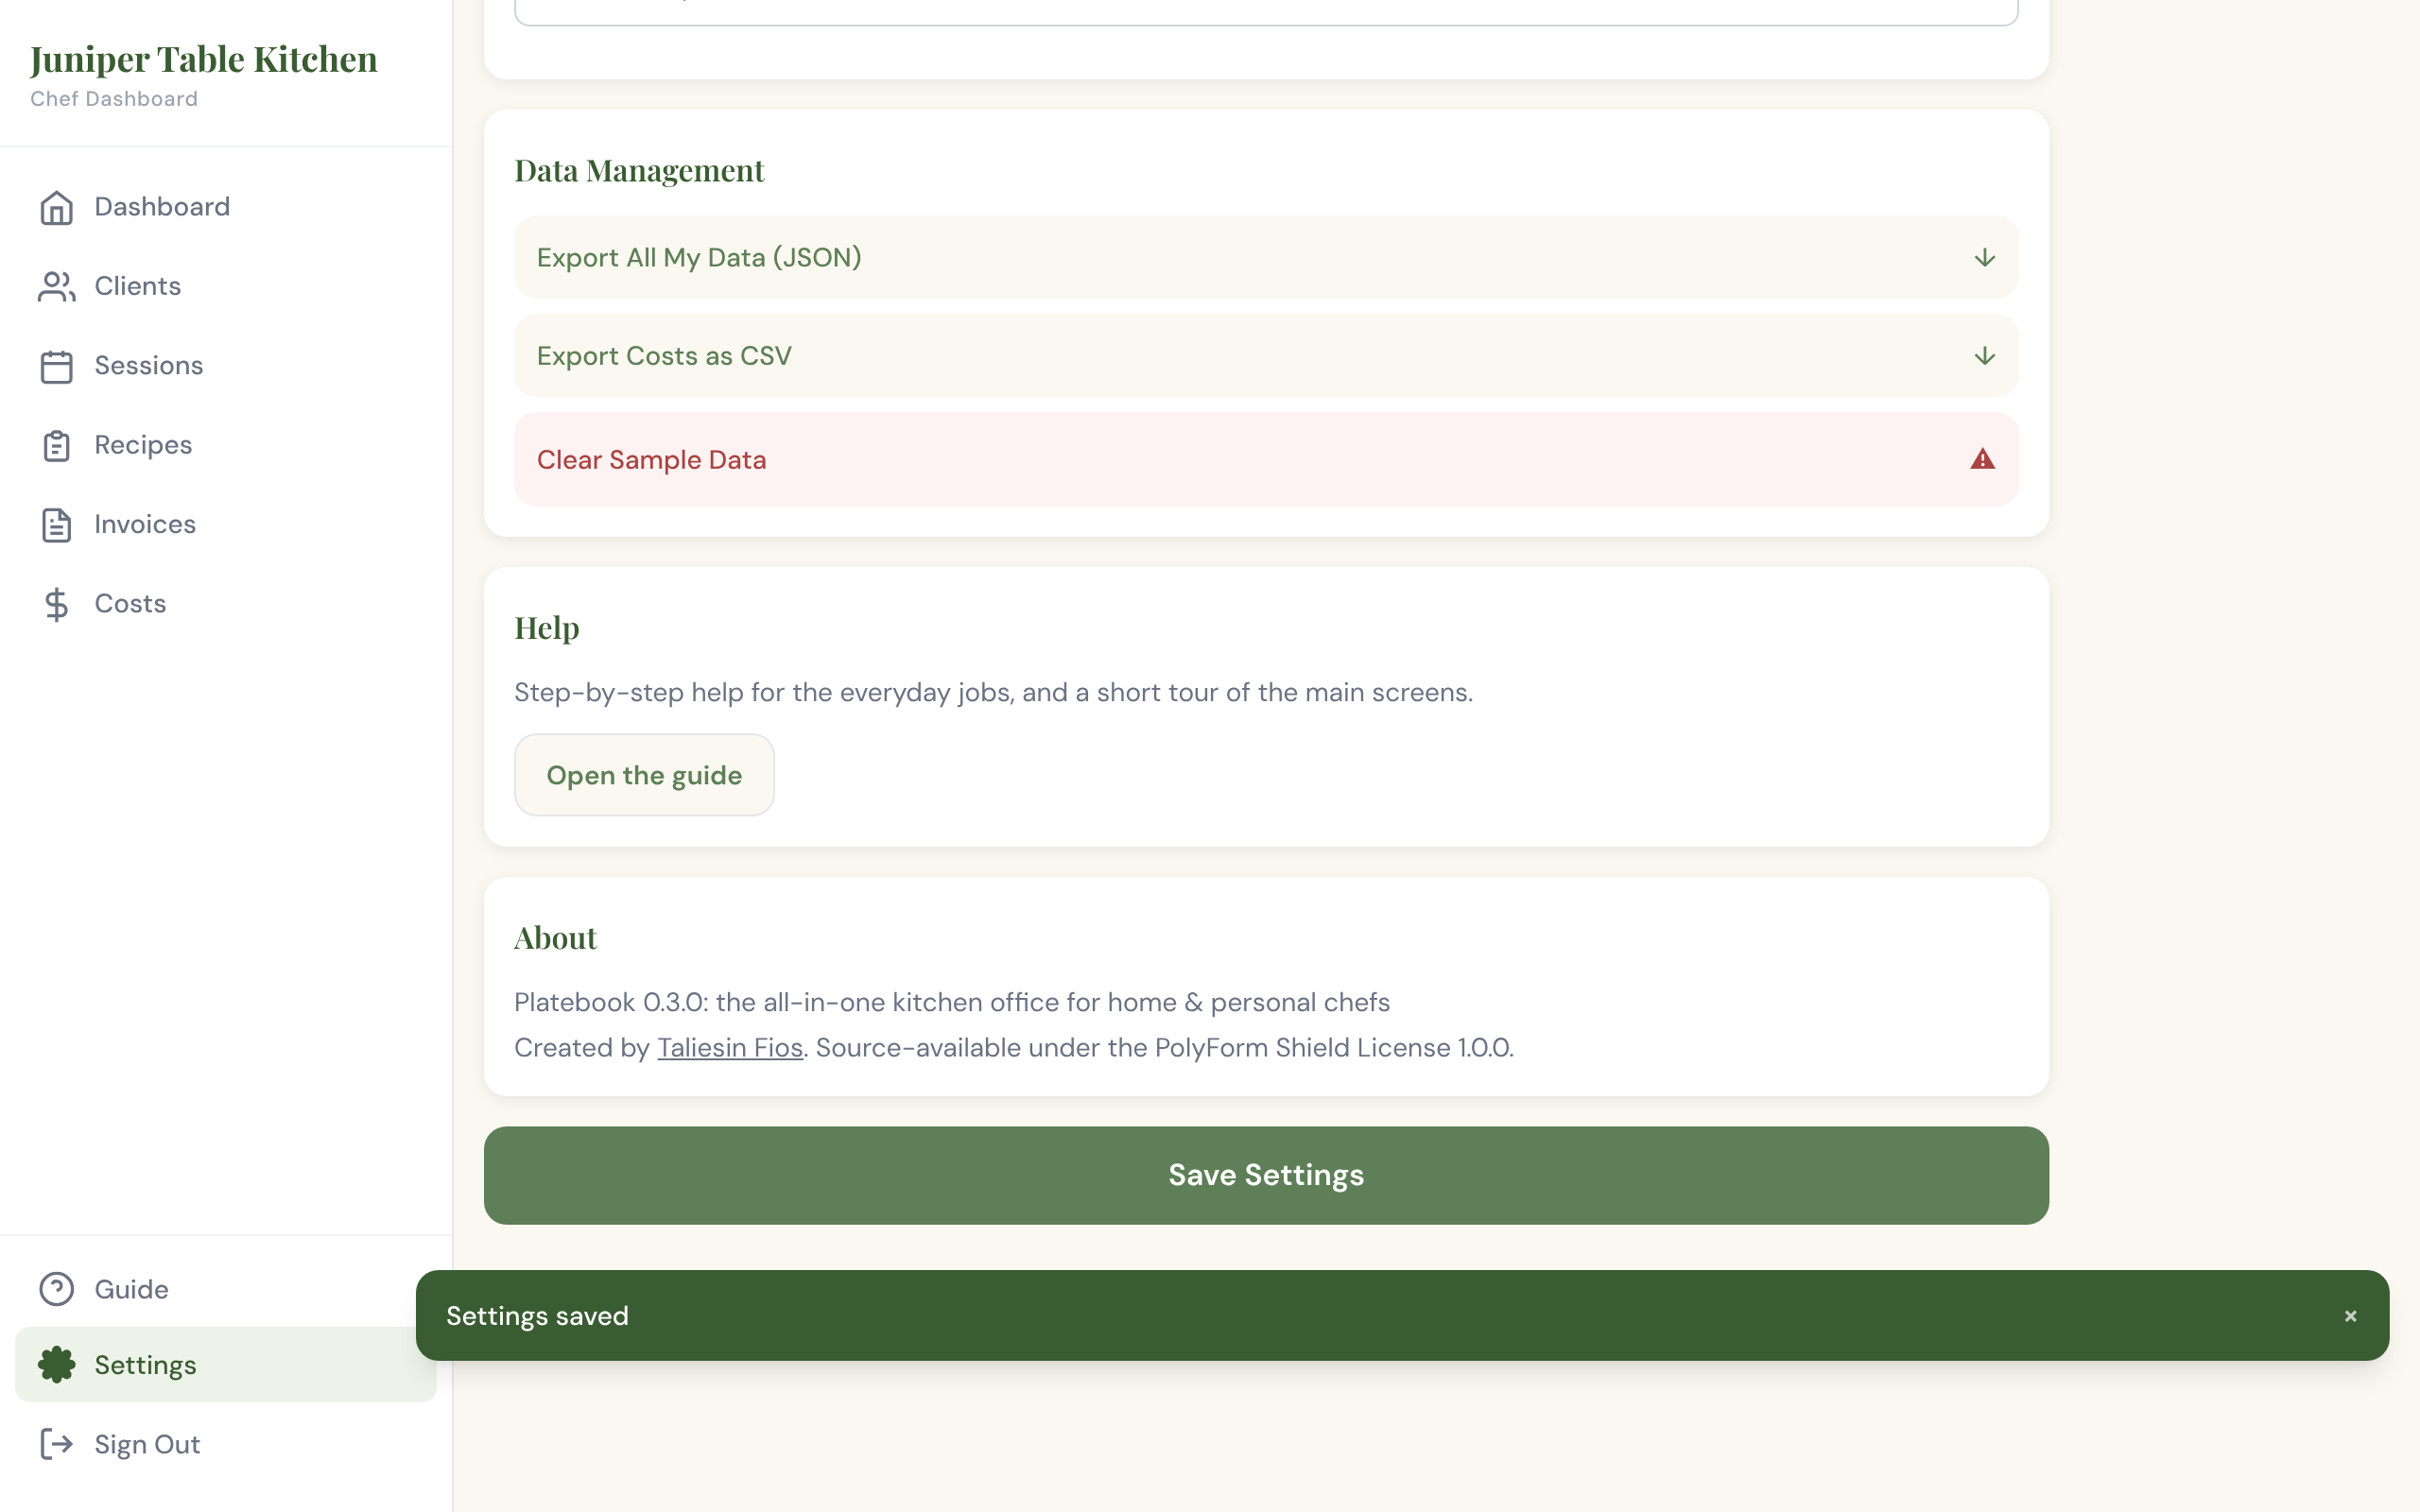 Juniper Table Kitchen
Chef Dashboard
Dashboard
Clients
Sessions
Recipes
Invoices
Costs
Guide
Settings
Sign Out
Data Management
Export All My Data (JSON)
↓
Export Costs as CSV
↓
Clear Sample Data
Help
Step-by-step help for the everyday jobs, and a short tour of the main screens.
Open the guide
About
Platebook 0.3.0: the all-in-one kitchen office for home & personal chefs
Created by Taliesin Fios. Source-available under the PolyForm Shield License 1.0.0.
Save Settings
Settings saved
×